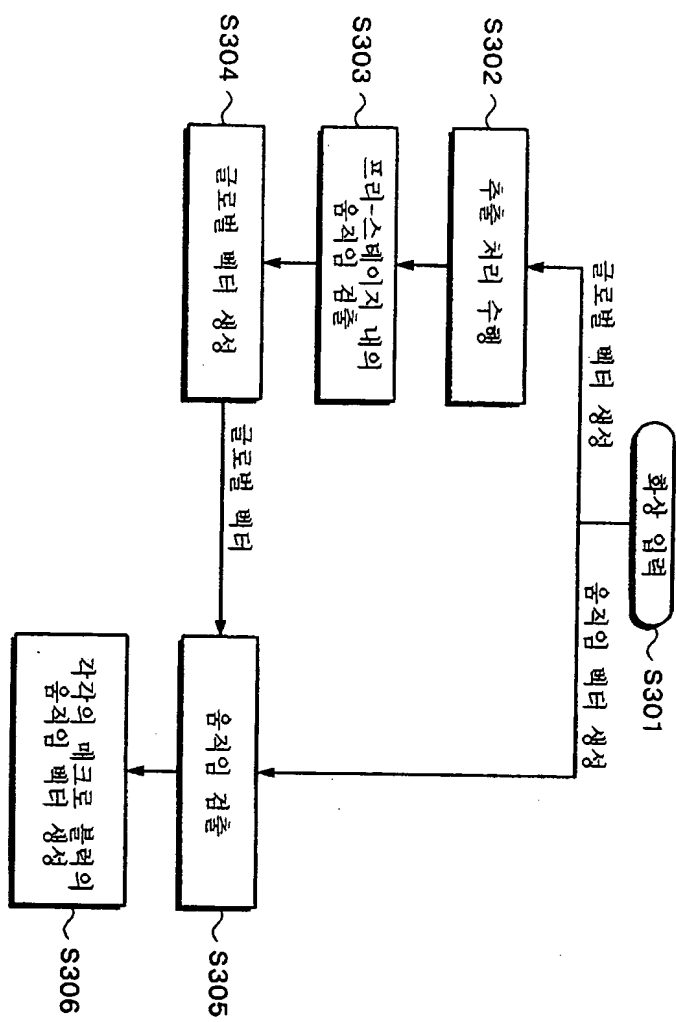 화상 입력
S301
글로벌 벡터 생성
움직임 벡터 생성
S302
추출 처리 수행
S303
프리-스테이지 내의
움직임 검출
S304
글로벌 벡터 생성
글로벌 벡터
움직임 검출
S305
각각의 매크로 블럭의
움직임 벡터 생성
S306